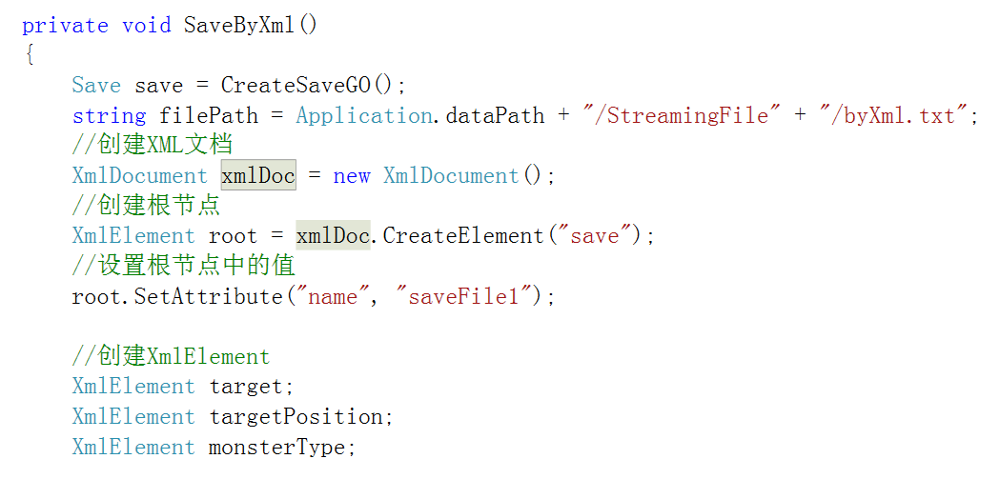 private void SaveByXml()
{
    Save save = CreateSaveGO();
    string filePath = Application.dataPath + "/StreamingFile" + "/byXml.txt";
    //创建XML文档
    XmlDocument xmlDoc = new XmlDocument();
    //创建根节点
    XmlElement root = xmlDoc.CreateElement("save");
    //设置根节点中的值
    root.SetAttribute("name", "saveFile1");

    //创建XmlElement
    XmlElement target;
    XmlElement targetPosition;
    XmlElement monsterType;